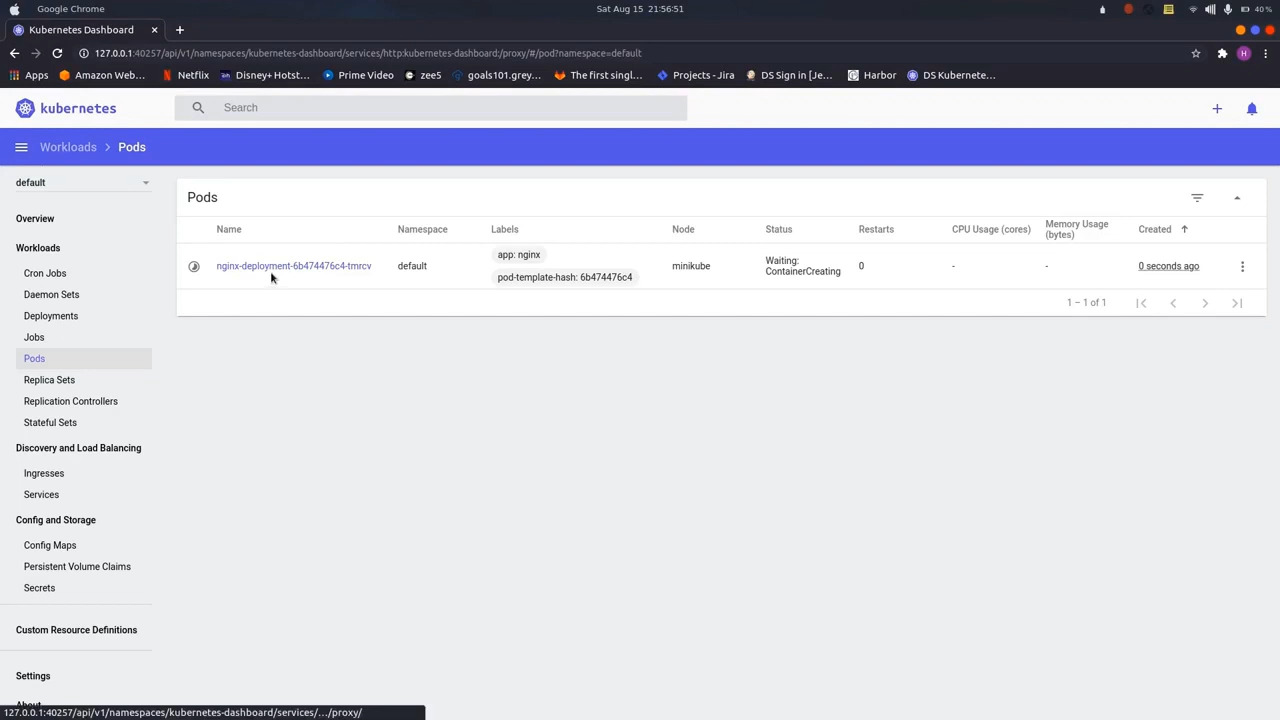 Google Chrome
Sat Aug 15 21:56:51
40 %
Kubernetes Dashboard
127.0.0.1:40257/api/v1/namespaces/kubernetes-dashboard/services/http:kubernetes-dashboard:/proxy/#/pod?namespace=default
H
Apps Amazon Web... Netflix Disney+ Hotst... Prime Video zee5 goals101.grey... The first singl... Projects - Jira DS Sign in [Je... Harbor DS Kubernete...
kubernetes Search
Workloads > Pods
default
Overview
Workloads
Cron Jobs
Daemon Sets
Deployments
Jobs
Pods
Replica Sets
Replication Controllers
Stateful Sets
Discovery and Load Balancing
Ingresses
Services
Config and Storage
Config Maps
Persistent Volume Claims
Secrets
Custom Resource Definitions
Settings
About
Pods
Name Namespace Labels Node Status Restarts CPU Usage (cores) Memory Usage (bytes) Created
nginx-deployment-6b474476c4-tmrcv default app: nginx pod-template-hash: 6b474476c4 minikube Waiting: ContainerCreating 0 - - 0 seconds ago
1 – 1 of 1
127.0.0.1:40257/api/v1/namespaces/kubernetes-dashboard/services/.../proxy/